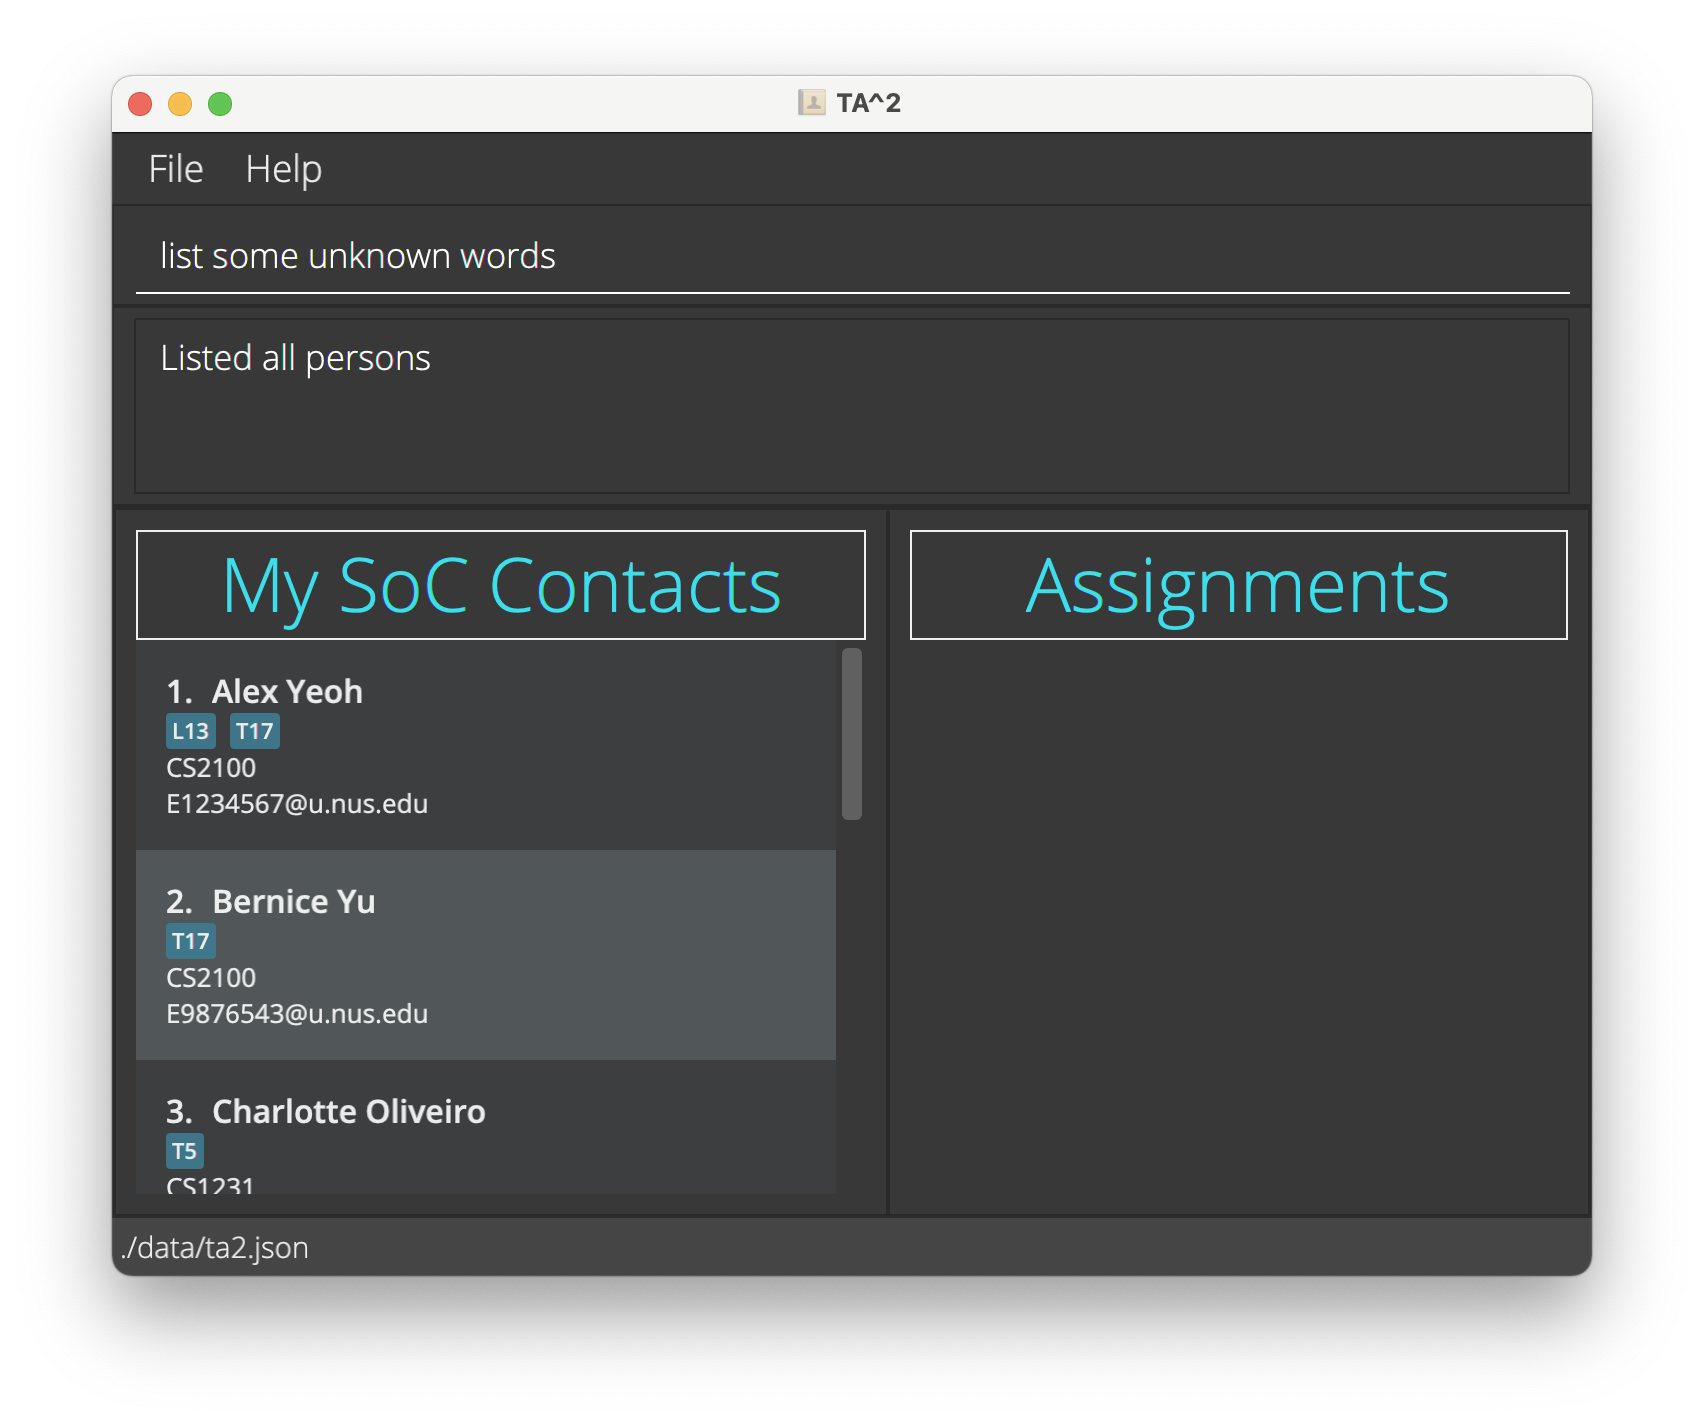 TA^2
File Help
list some unknown words
Listed all persons
My SoC Contacts
Assignments
1. Alex Yeoh
L13 T17
CS2100
E1234567@u.nus.edu
2. Bernice Yu
T17
CS2100
E9876543@u.nus.edu
3. Charlotte Oliveiro
T5
CS1231
./data/ta2.json